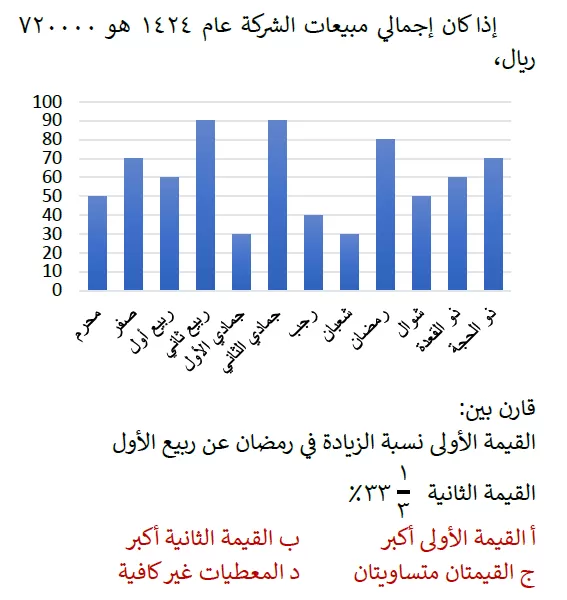 إذا كان إجمالي مبيعات الشركة عام ١٤٢٤ هو ٧٢٠٠٠٠
ريال،
100
90
80
70
60
50
40
30
20
10
0
محرم
صفر
ربيع أول
ربيع ثاني
جمادي الأول
جمادي الثاني
رجب
شعبان
رمضان
شوال
ذو القعدة
ذو الحجة
قارن بين:
القيمة الأولى نسبة الزيادة في رمضان عن ربيع الأول
القيمة الثانية ٣٣ ١/٣ ٪
أ القيمة الأولى أكبر ب القيمة الثانية أكبر
ج القيمتان متساويتان د المعطيات غير كافية